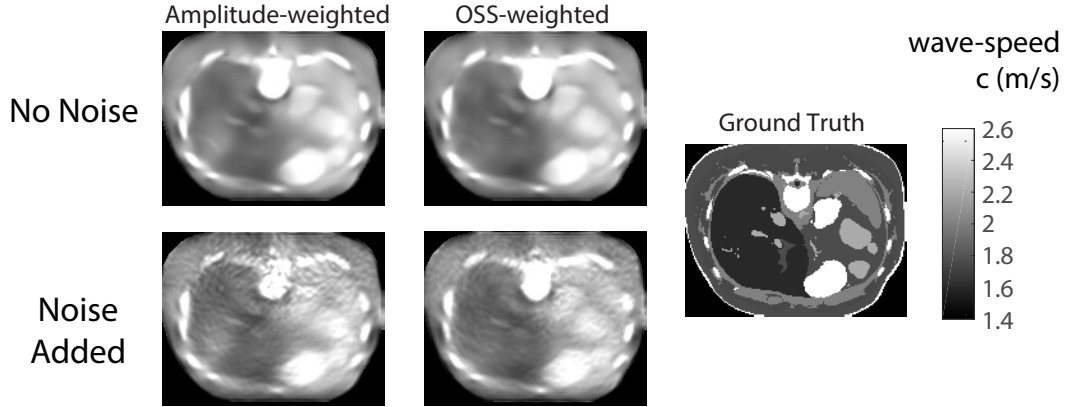 Amplitude-weighted
OSS-weighted
No Noise
Noise
Added
Ground Truth
wave-speed
c (m/s)
2.6
2.4
2.2
2
1.8
1.6
1.4